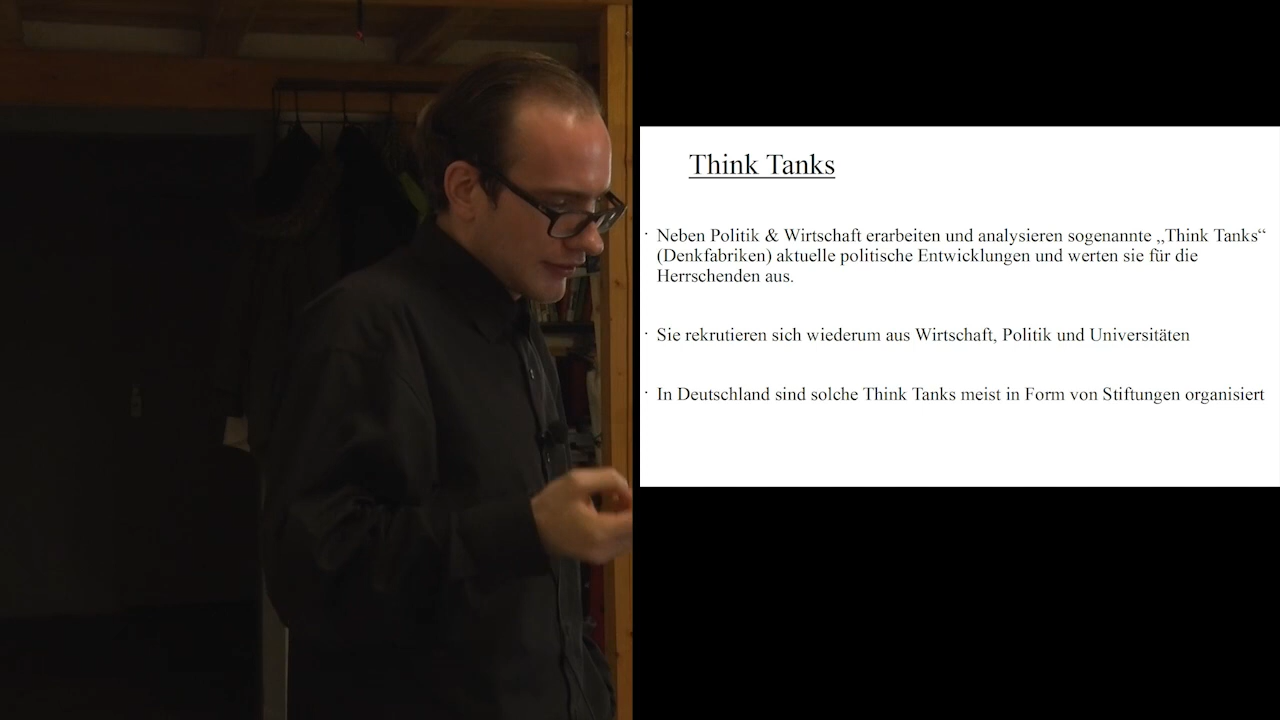 Think Tanks
· Neben Politik & Wirtschaft erarbeiten und analysieren sogenannte „Think Tanks“
(Denkfabriken) aktuelle politische Entwicklungen und werten sie für die
Herrschenden aus.
· Sie rekrutieren sich wiederum aus Wirtschaft, Politik und Universitäten
· In Deutschland sind solche Think Tanks meist in Form von Stiftungen organisiert